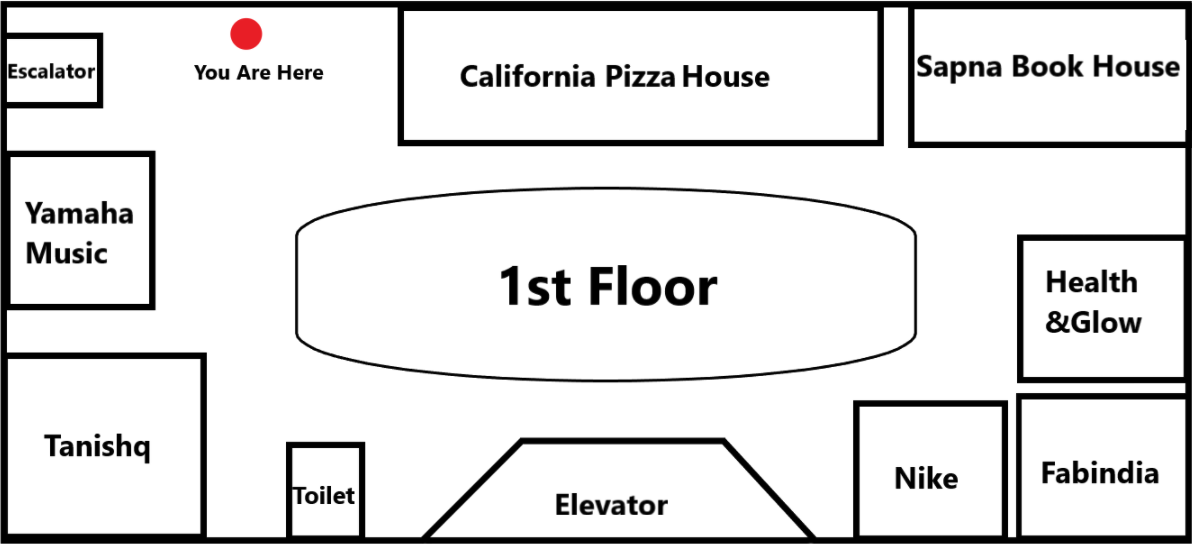 Escalator
You Are Here
California Pizza House
Sapna Book House
Yamaha
Music
1st Floor
Health
&Glow
Tanishq
Toilet
Elevator
Nike
Fabindia